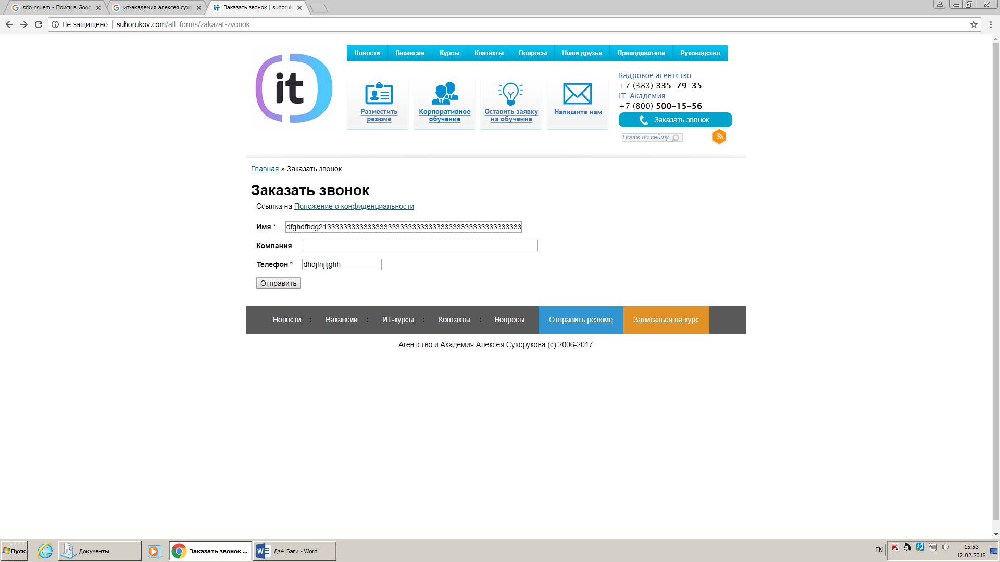 sdo nsuem - Поиск в Goog
ит-академия алексея сухо
Заказать звонок | suhoruk
Не защищено
suhorukov.com/all_forms/zakazat-zvonok
it
Новости
Вакансии
Курсы
Контакты
Вопросы
Наши друзья
Преподаватели
Руководство
Разместить
резюме
Корпоративное
обучение
Оставить заявку
на обучение
Напишите нам
Кадровое агентство
+7 (383) 335-79-35
IT-Академия
+7 (800) 500-15-56
Заказать звонок
Поиск по сайту
Главная » Заказать звонок
Заказать звонок
Ссылка на Положение о конфиденциальности
Имя *
Компания
Телефон *
dhdjfhjfjghh
Отправить
Новости : Вакансии : ИТ-курсы : Контакты : Вопросы
Отправить резюме
Записаться на курс
Агентство и Академия Алексея Сухорукова (c) 2006-2017
Пуск
Документы
Заказать звонок ...
Дз4_Баги - Word
EN
15:53
12.02.2018